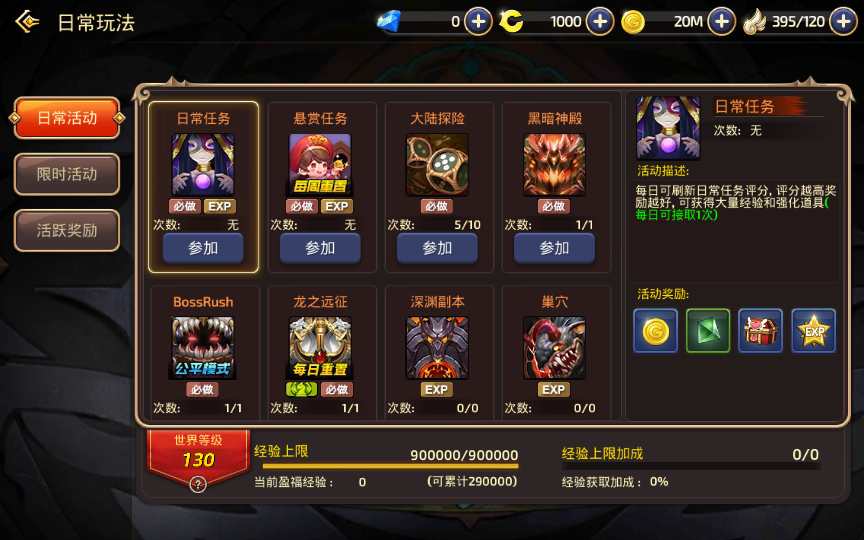 日常玩法
0
1000
20M
395/120
日常活动
限时活动
活跃奖励
日常任务
必做 EXP
次数: 无
参加
悬赏任务
每周重置
必做 EXP
次数: 无
参加
大陆探险
必做
次数: 5/10
参加
黑暗神殿
必做
次数: 1/1
参加
BossRush
公平模式
必做
次数: 1/1
龙之远征
每日重置
必做
次数: 1/1
深渊副本
EXP
次数: 0/0
巢穴
EXP
次数: 0/0
日常任务
次数: 无
活动描述:
每日可刷新日常任务评分, 评分越高奖
励越好, 可获得大量经验和强化道具(
每日可接取1次)
活动奖励:
EXP
世界等级
130
?
经验上限 900000/900000
当前盈福经验: 0 (可累计290000)
经验上限加成 0/0
经验获取加成: 0%